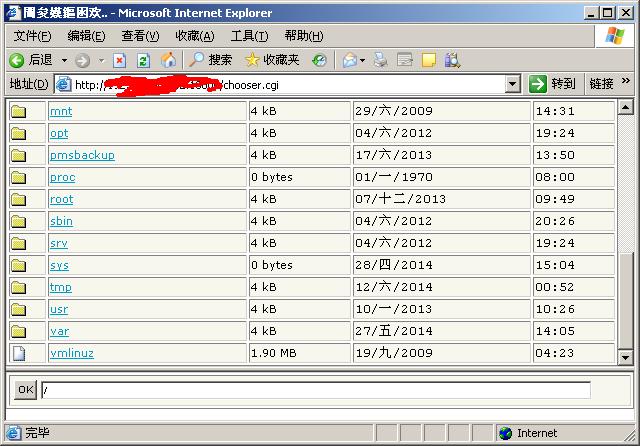 Microsoft Internet Explorer
文件(F) 编辑(E) 查看(V) 收藏(A) 工具(T) 帮助(H)
后退 搜索 收藏夹
地址(D) http:// /chooser.cgi 转到 链接 »
mnt 4 kB 29/六/2009 14:31
opt 4 kB 04/六/2012 19:24
pmsbackup 4 kB 17/六/2013 13:50
proc 0 bytes 01/一/1970 08:00
root 4 kB 07/十二/2013 09:49
sbin 4 kB 04/六/2012 20:26
srv 4 kB 04/六/2012 19:24
sys 0 bytes 28/四/2014 15:04
tmp 4 kB 12/六/2014 00:52
usr 4 kB 10/一/2013 10:26
var 4 kB 27/五/2014 14:05
vmlinuz 1.90 MB 19/九/2009 04:23
OK /
完毕 Internet